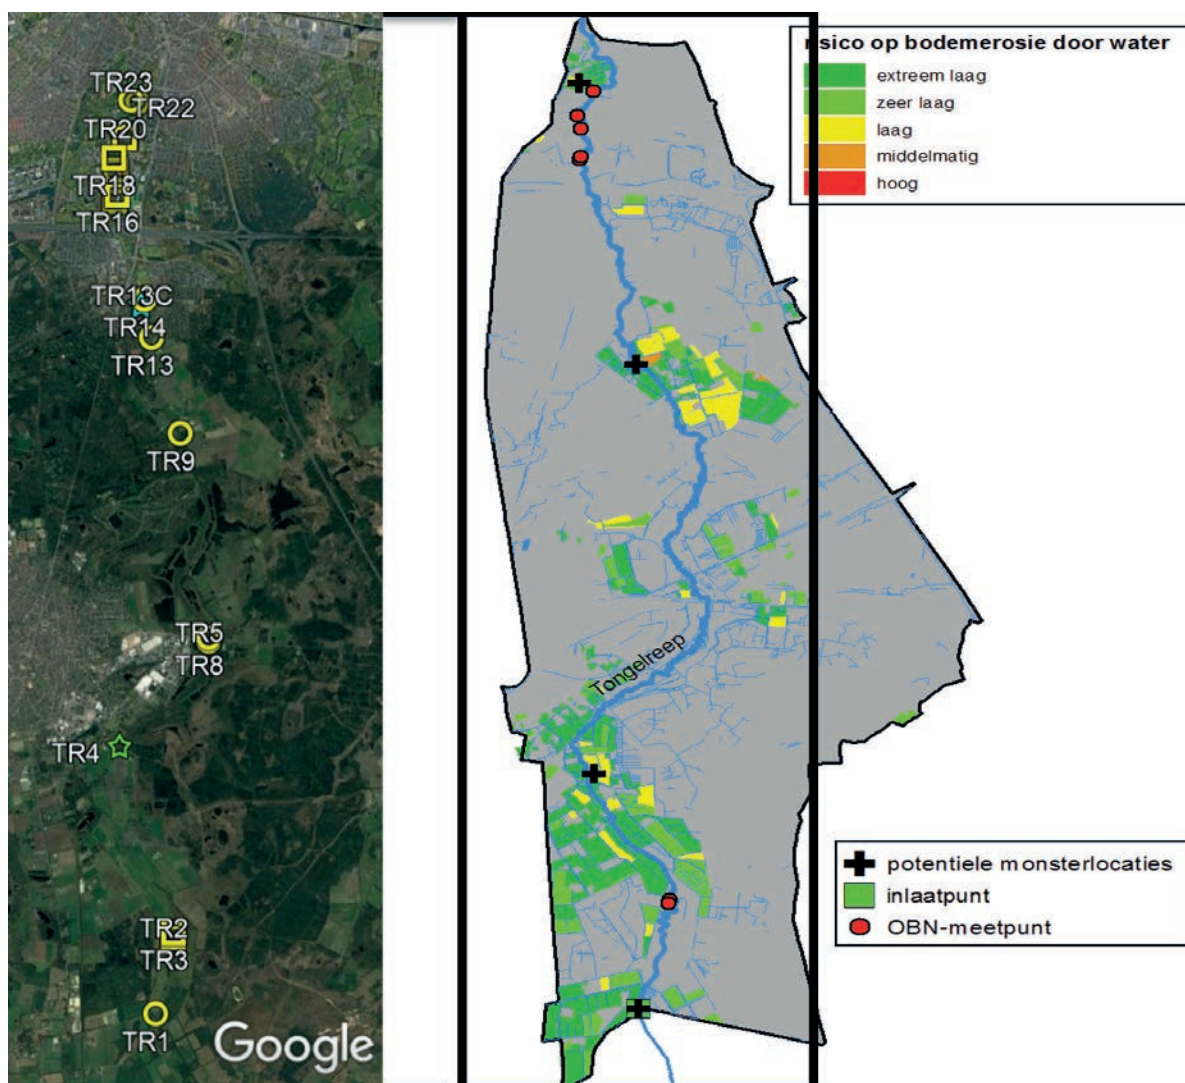 TR23
TR22
TR20
TR18
TR16
TR13C
TR14
TR13
TR9
TR5
TR8
TR4
TR2
TR3
TR1
Google
Tongelreep
risico op bodemerosie door water
extreem laag
zeer laag
laag
middelmatig
hoog
potentiele monsterlocaties
inlaatpunt
OBN-meetpunt